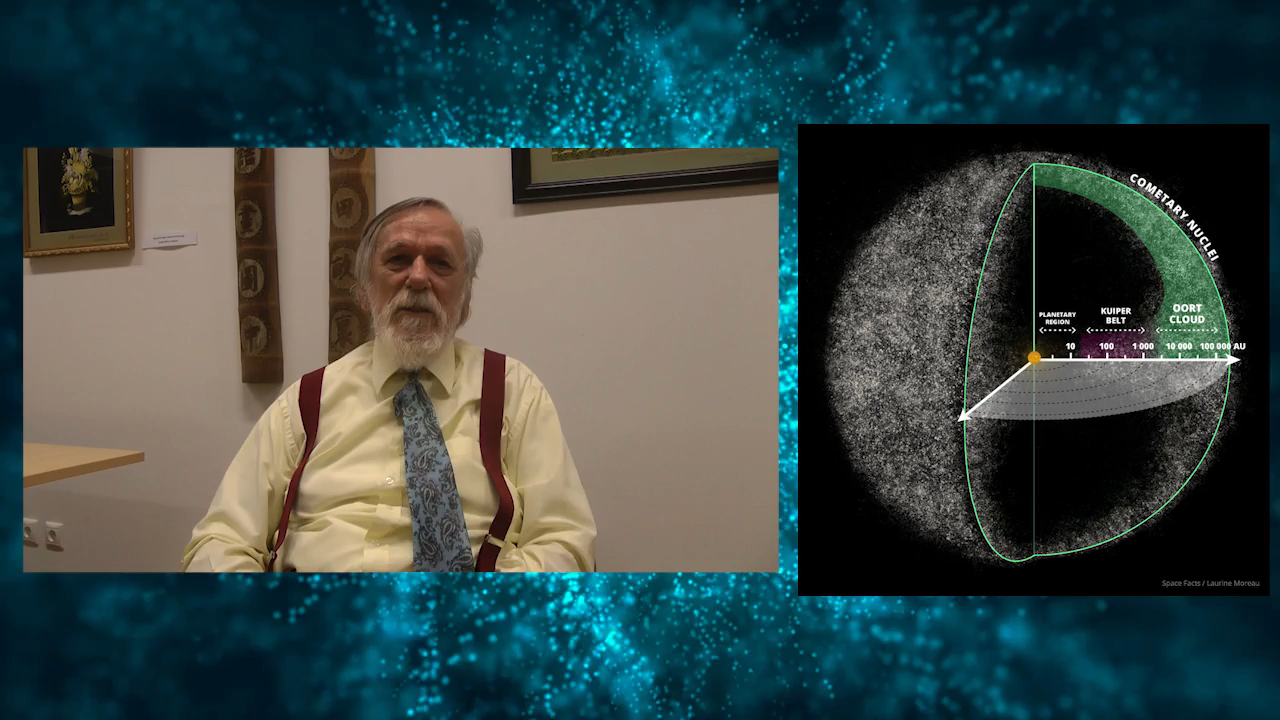 COMETARY NUCLEI
PLANETARY
REGION
KUIPER
BELT
OORT
CLOUD
10 100 1 000 10 000 100 000 AU
Space Facts / Laurine Moreau